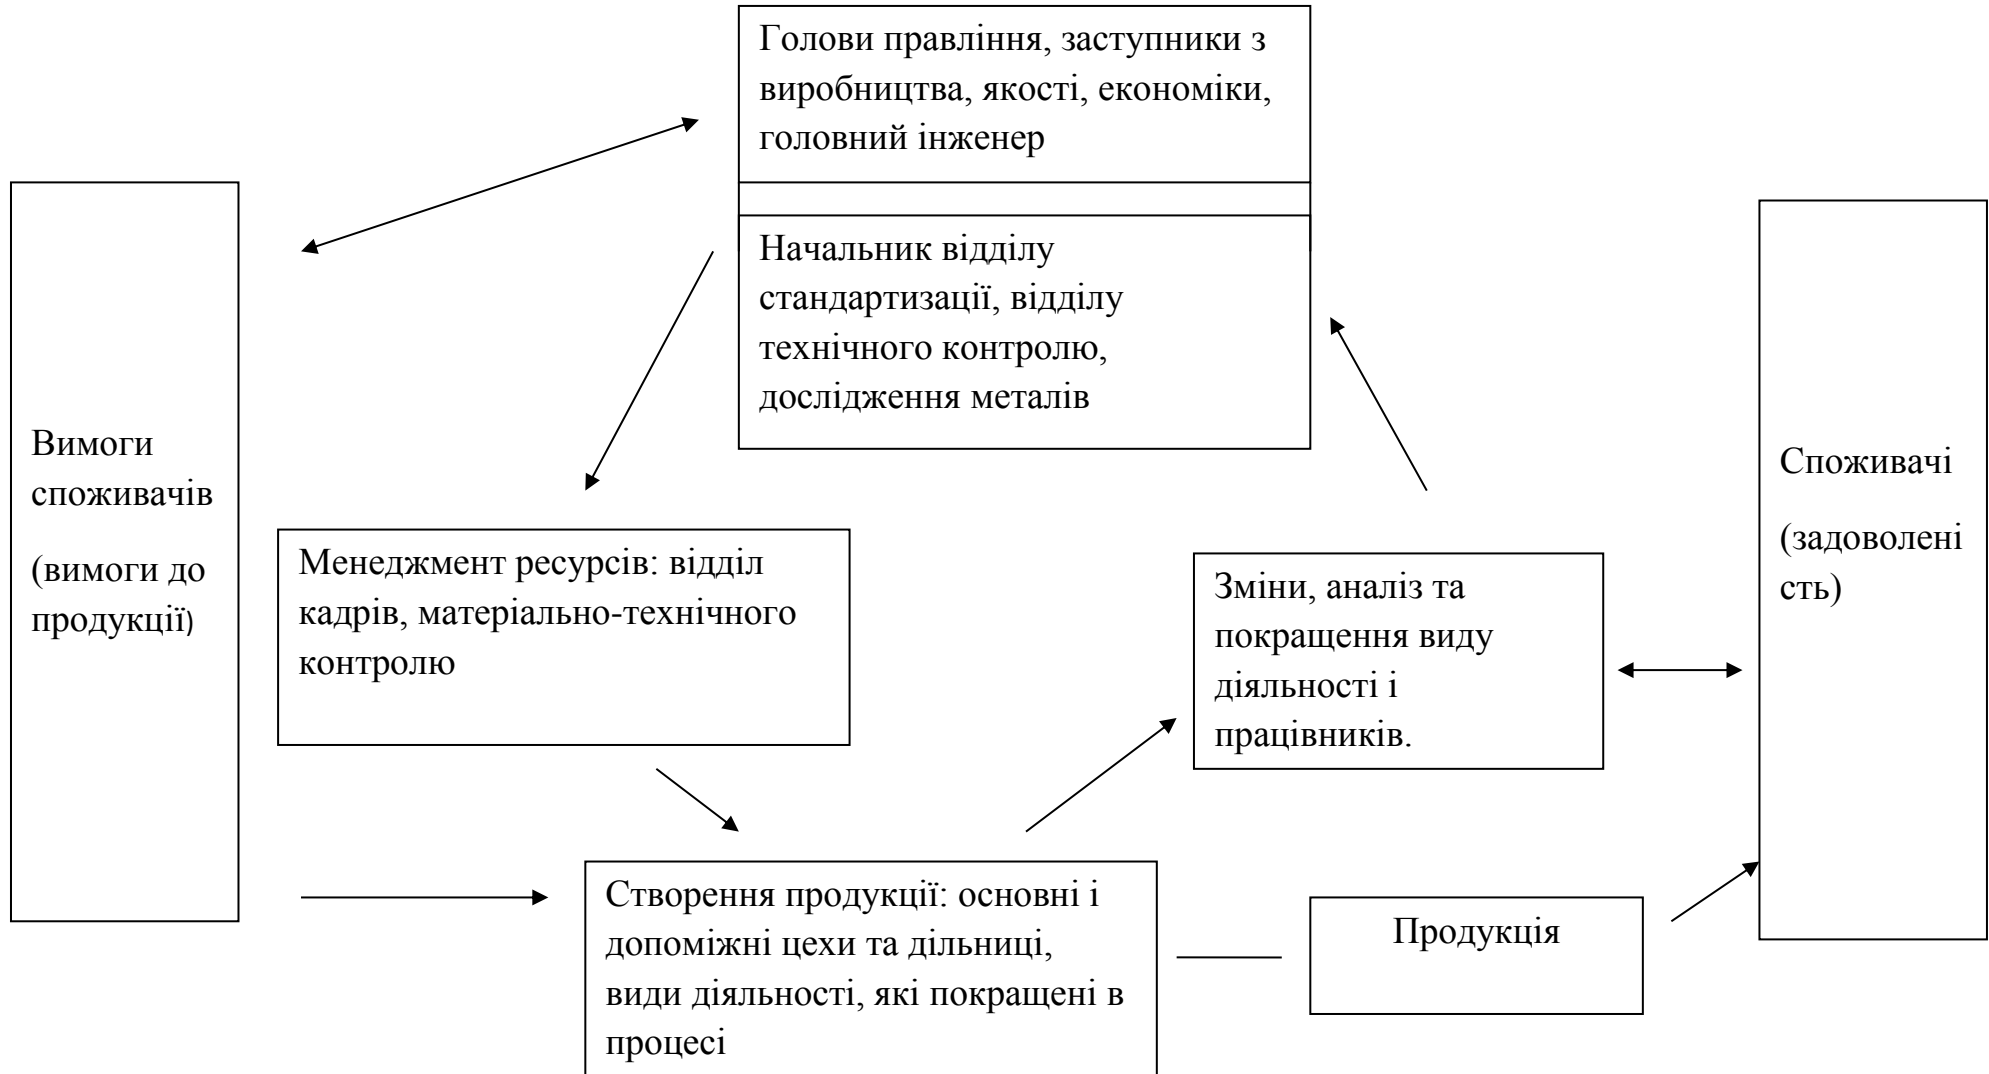 Голови правління, заступники з
виробництва, якості, економіки,
головний інженер
Начальник відділу
стандартизації, відділу
технічного контролю,
дослідження металів
Вимоги
споживачів
(вимоги до
продукції)
Споживачі
(задоволені
сть)
Менеджмент ресурсів: відділ
кадрів, матеріально-технічного
контролю
Зміни, аналіз та
покращення виду
діяльності і
працівників.
Створення продукції: основні і
допоміжні цехи та дільниці,
види діяльності, які покращені в
процесі
Продукція